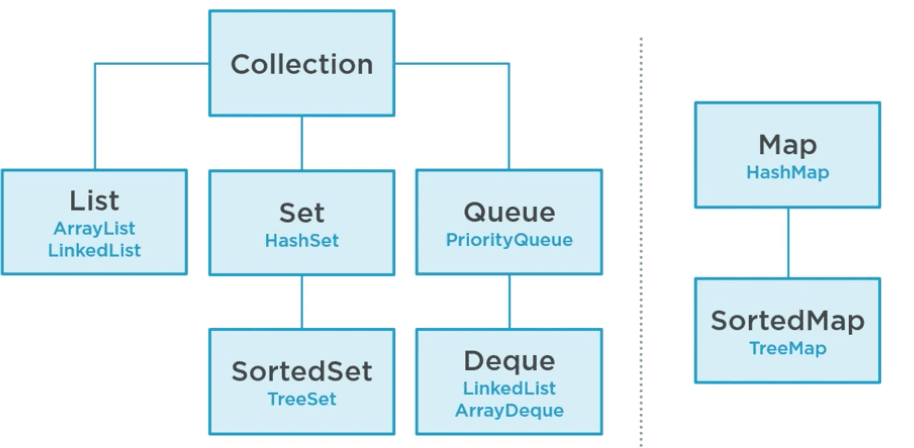 Collection
List
ArrayList
LinkedList
Set
HashSet
Queue
PriorityQueue
SortedSet
TreeSet
Deque
LinkedList
ArrayDeque
Map
HashMap
SortedMap
TreeMap